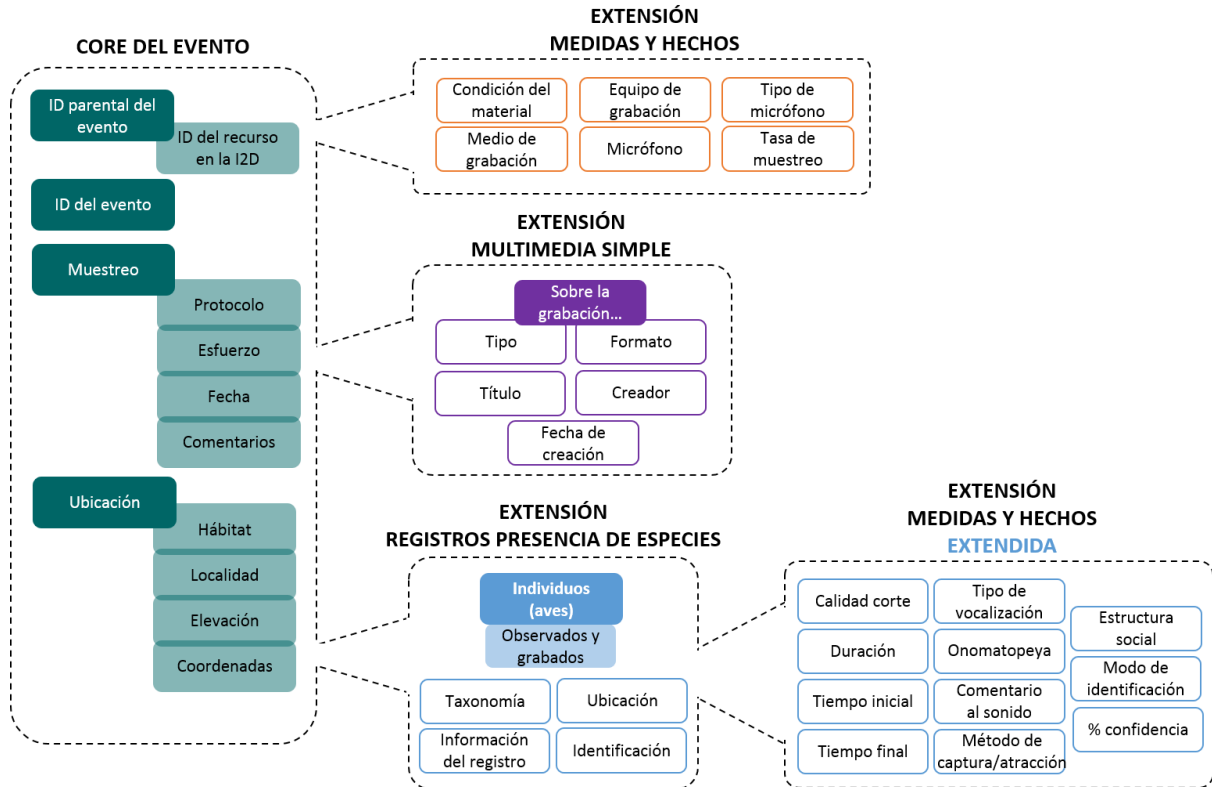 CORE DEL EVENTO
ID parental del
evento
ID del recurso
en la I2D
ID del evento
Muestreo
Protocolo
Esfuerzo
Fecha
Comentarios
Ubicación
Hábitat
Localidad
Elevación
Coordenadas
EXTENSIÓN
MEDIDAS Y HECHOS
Condición del
material
Equipo de
grabación
Tipo de
micrófono
Medio de
grabación
Micrófono
Tasa de
muestreo
EXTENSIÓN
MULTIMEDIA SIMPLE
Sobre la
grabación...
Tipo
Formato
Título
Creador
Fecha de
creación
EXTENSIÓN
REGISTROS PRESENCIA DE ESPECIES
Individuos
(aves)
Observados y
grabados
Taxonomía
Ubicación
Información
del registro
Identificación
EXTENSIÓN
MEDIDAS Y HECHOS
EXTENDIDA
Calidad corte
Tipo de
vocalización
Estructura
social
Duración
Onomatopeya
Modo de
identificación
Tiempo inicial
Comentario
al sonido
% confidencia
Tiempo final
Método de
captura/atracción